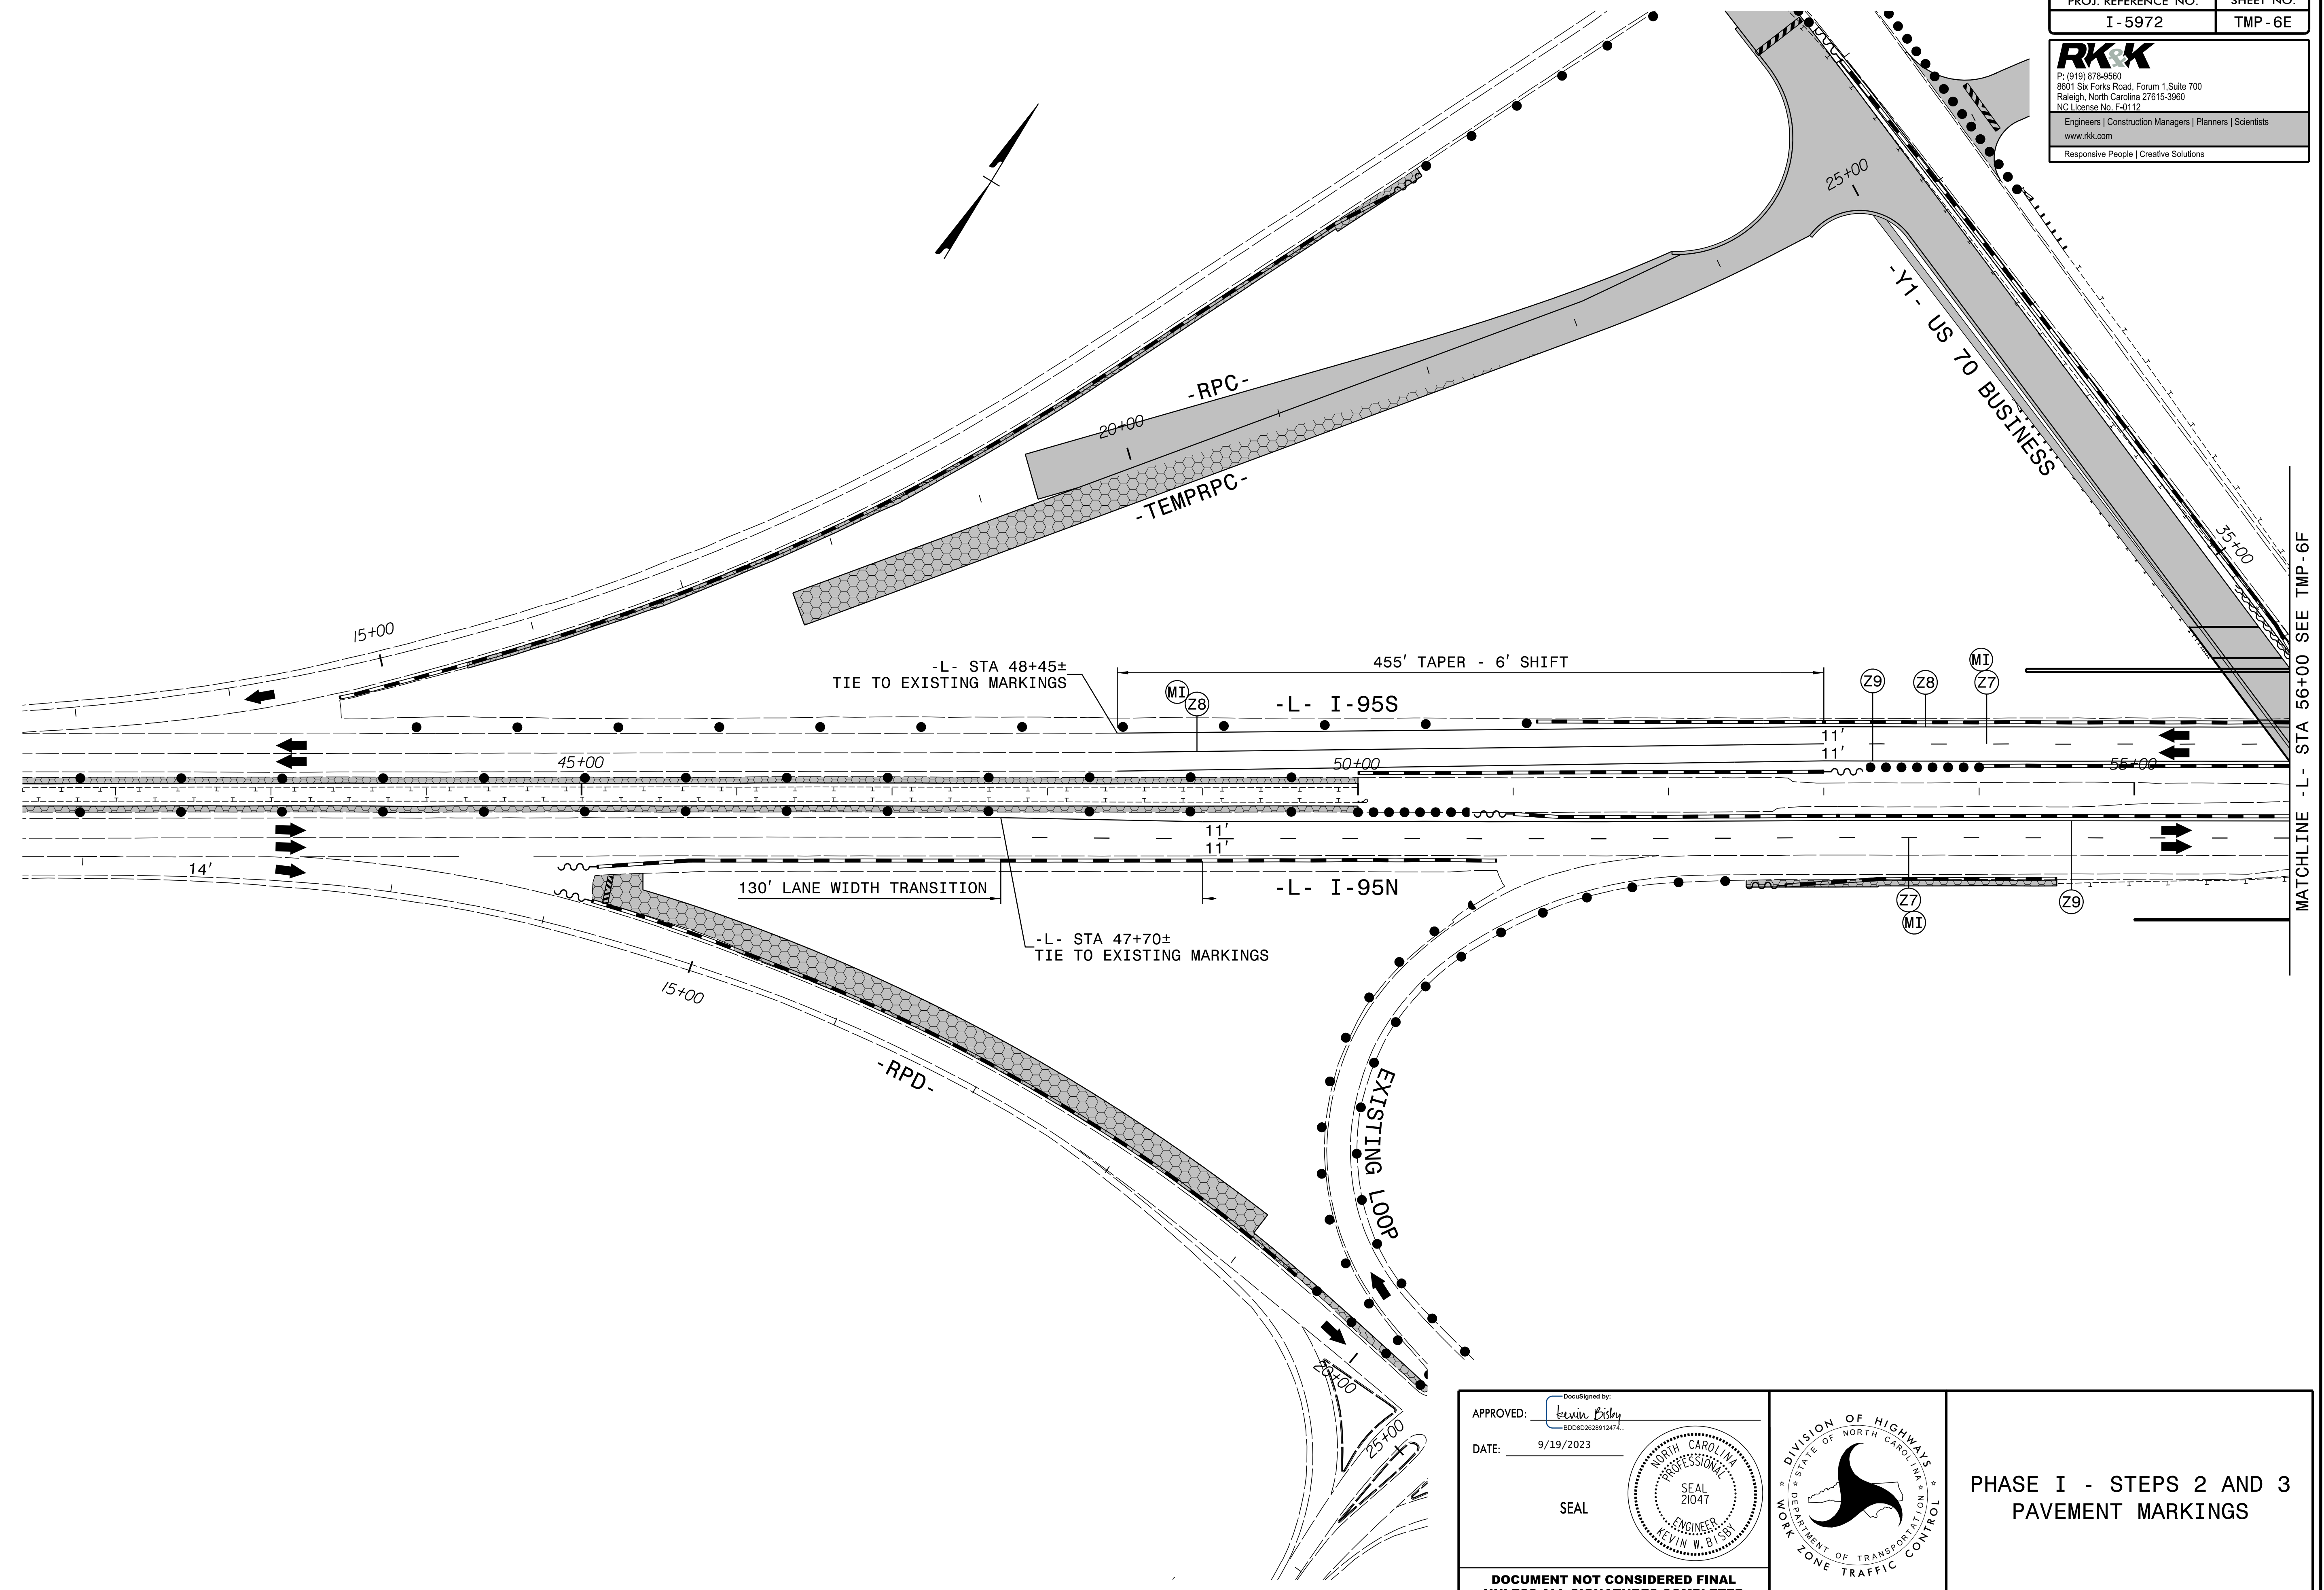 PROJ. REFERENCE NO.
SHEET NO.
I-5972
TMP-6E
RK&K
P: (919) 878-9560
8601 Six Forks Road, Forum 1,Suite 700
Raleigh, North Carolina 27615-3960
NC License No. F-0112
Engineers | Construction Managers | Planners | Scientists
www.rkk.com
Responsive People | Creative Solutions
25+00
-Y1- US 70 BUSINESS
-RPC-
20+00
-TEMPRPC-
35+00
MATCHLINE -L- STA 56+00 SEE TMP-6F
15+00
-L- STA 48+45±
TIE TO EXISTING MARKINGS
455' TAPER - 6' SHIFT
MI
Z8
-L- I-95S
Z9
Z8
MI
Z7
11'
11'
45+00
50+00
55+00
11'
11'
14'
130' LANE WIDTH TRANSITION
-L- I-95N
Z7
MI
Z9
-L- STA 47+70±
TIE TO EXISTING MARKINGS
15+00
-RPD-
EXISTING LOOP
20+00
25+00
APPROVED:
DocuSigned by:
Kevin Bisby
BDD8D2628912474...
DATE:
9/19/2023
SEAL
NORTH CAROLINA
PROFESSIONAL
SEAL
21047
ENGINEER
KEVIN W. BISBY
DOCUMENT NOT CONSIDERED FINAL
UNLESS ALL SIGNATURES COMPLETED
DIVISION OF HIGHWAYS
STATE OF NORTH CAROLINA
DEPARTMENT OF TRANSPORTATION
WORK ZONE TRAFFIC CONTROL
PHASE I - STEPS 2 AND 3
PAVEMENT MARKINGS